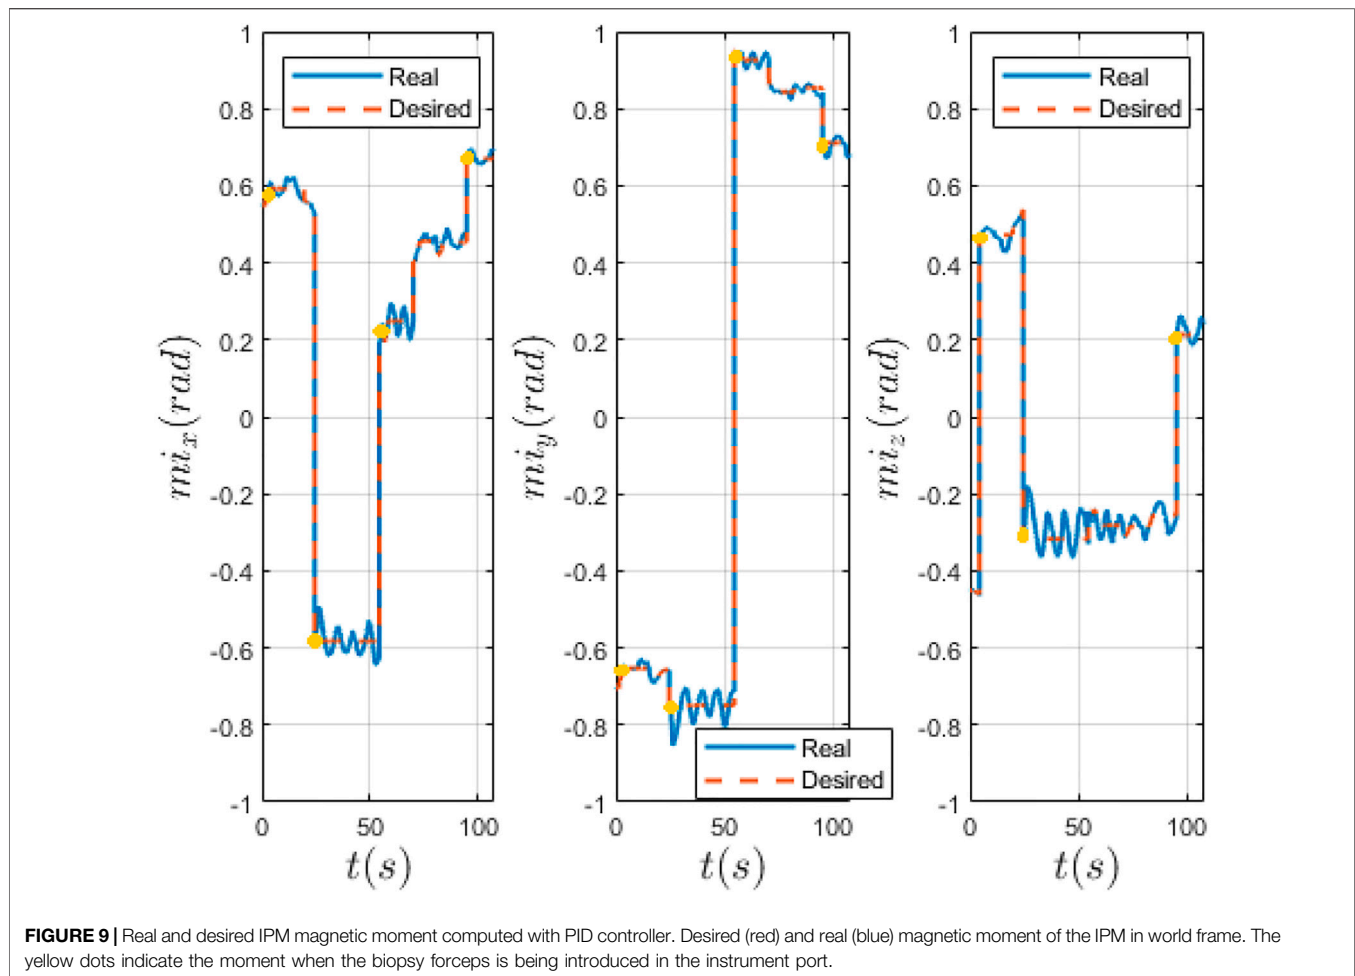 1
0.8
0.6
0.4
0.2
0
-0.2
-0.4
-0.6
-0.8
-1
mi_x(rad)
Real
Desired
0 50 100
t(s)
1
0.8
0.6
0.4
0.2
0
-0.2
-0.4
-0.6
-0.8
-1
mi_y(rad)
Real
Desired
0 50 100
t(s)
1
0.8
0.6
0.4
0.2
0
-0.2
-0.4
-0.6
-0.8
-1
mi_z(rad)
Real
Desired
0 50 100
t(s)
FIGURE 9 | Real and desired IPM magnetic moment computed with PID controller. Desired (red) and real (blue) magnetic moment of the IPM in world frame. The
yellow dots indicate the moment when the biopsy forceps is being introduced in the instrument port.